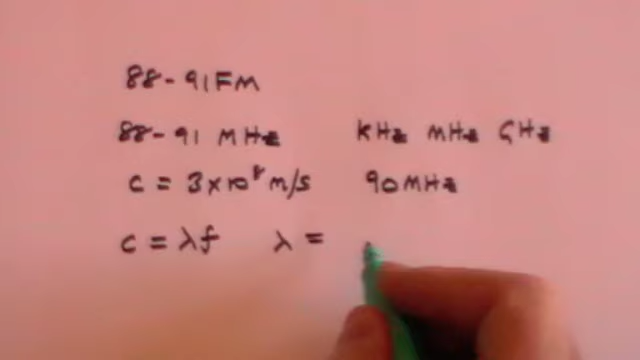 88-91FM
88-91 MHz kHz MHz GHz
c = 3×10⁸ m/s 90MHz
c = λf λ =